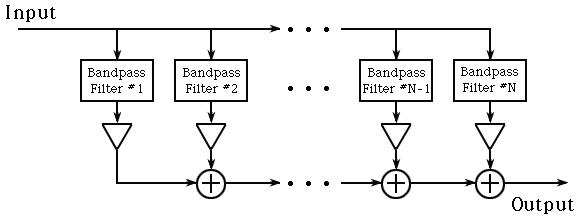 Input
Bandpass
Filter #1
Bandpass
Filter #2
Bandpass
Filter #N-1
Bandpass
Filter #N
Output